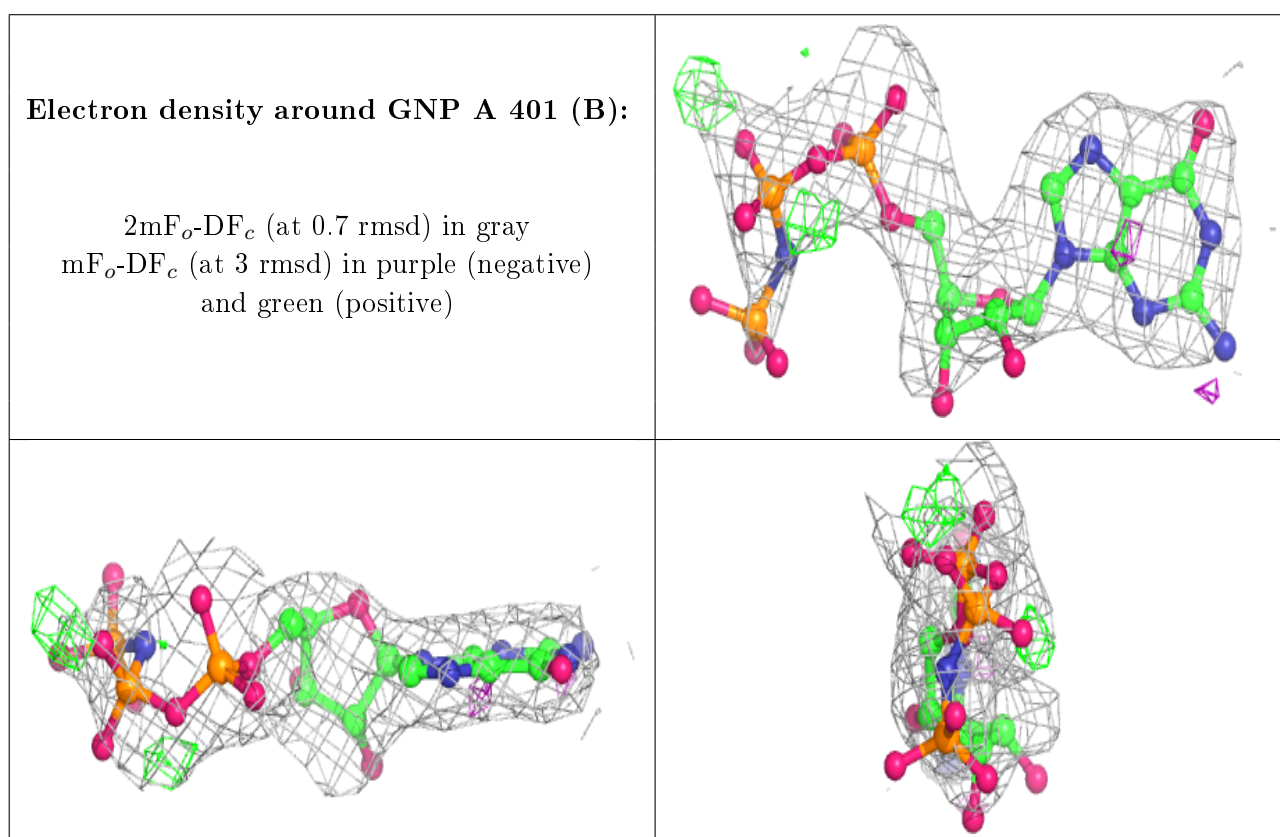 Electron density around GNP A 401 (B):
2mF$_o$-DF$_c$ (at 0.7 rmsd) in gray
mF$_o$-DF$_c$ (at 3 rmsd) in purple (negative)
and green (positive)